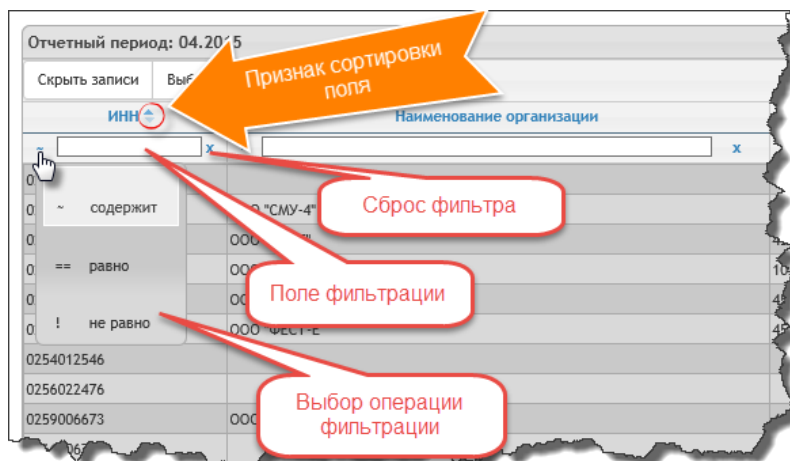 Отчетный период: 04.2015
Скрыть записи
Признак сортировки
поля
ИНН
Наименование организации
~ x x
Сброс фильтра
~ содержит
"СМУ-4"
ООО
== равно
Поле фильтрации
! не равно
ООО "ФЕСТ-Е"
0254012546
0256022476
Выбор операции
фильтрации
0259006673 ООО